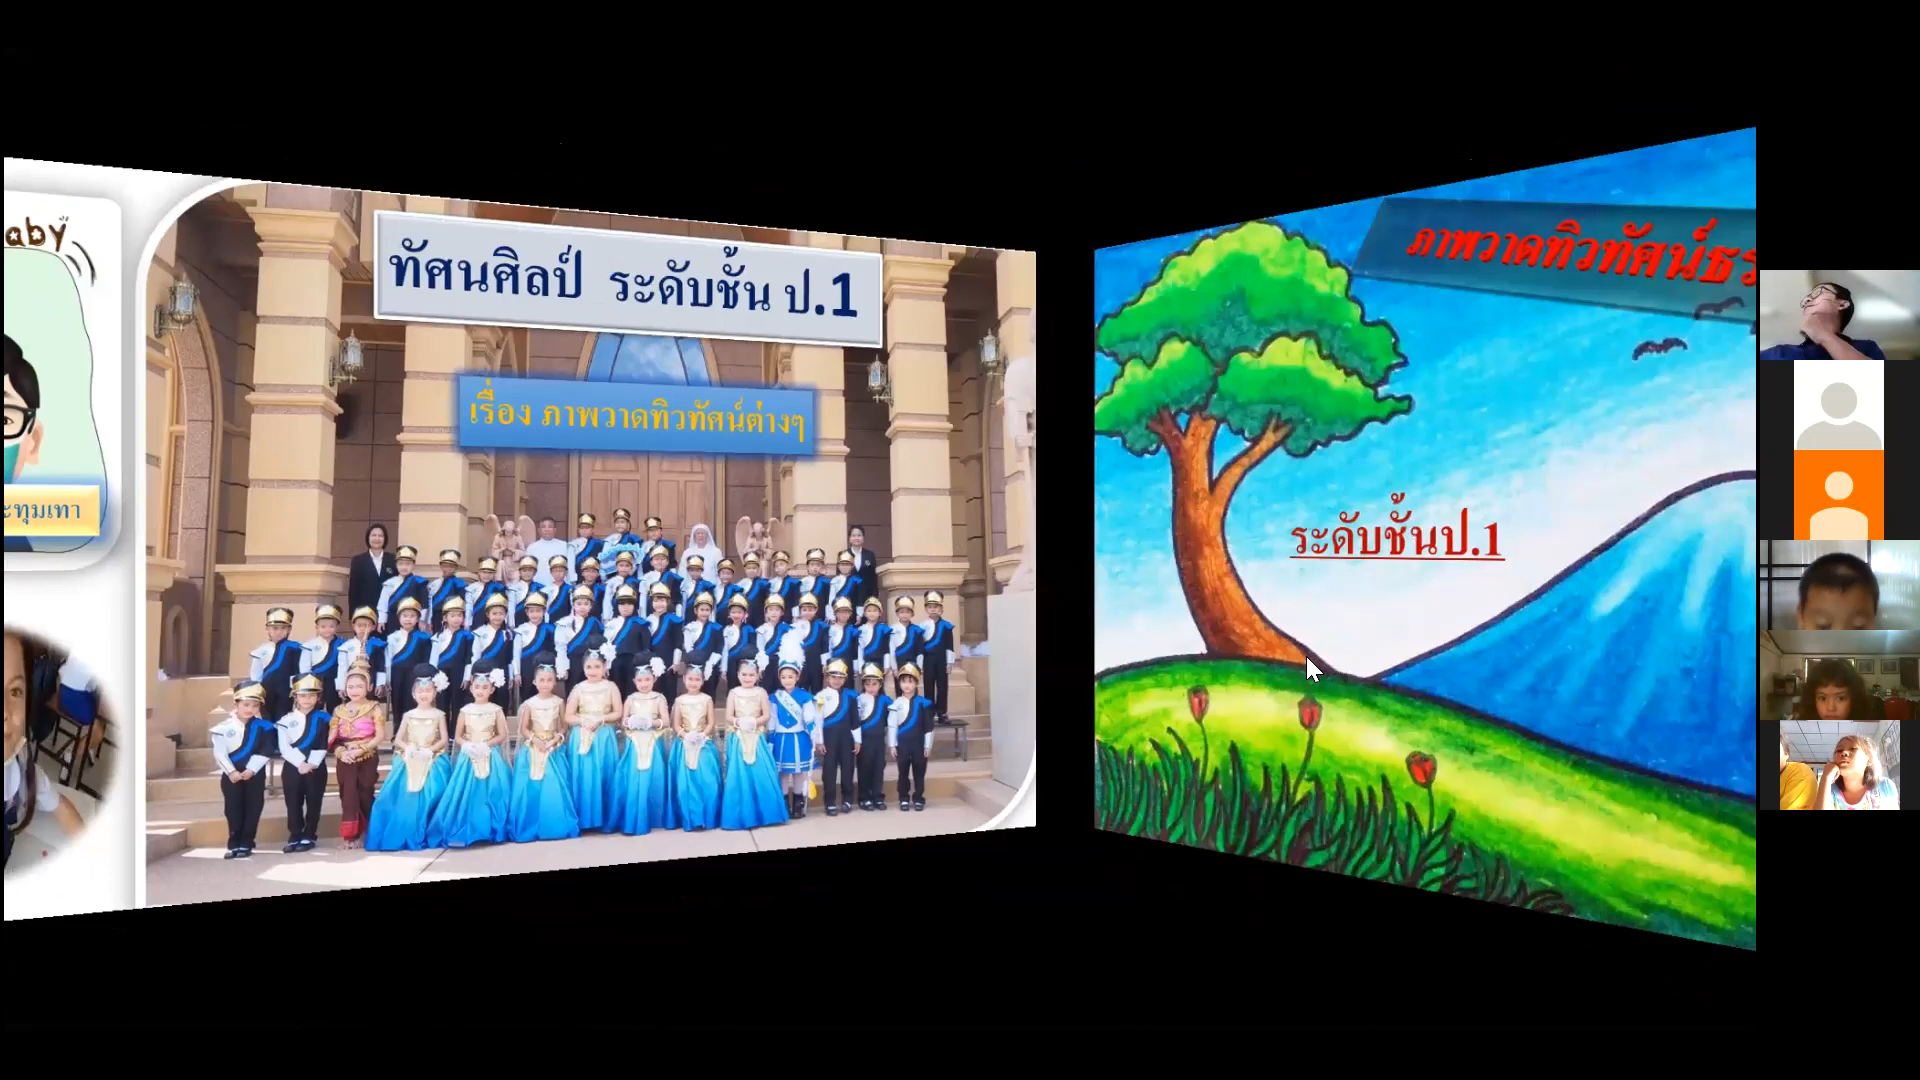 aby
ะทุมเทา
ทัศนศิลป์ ระดับชั้น ป.1
เรื่อง ภาพวาดทิวทัศน์ต่างๆ
ภาพวาดทิวทัศน์ธร
ระดับชั้นป.1